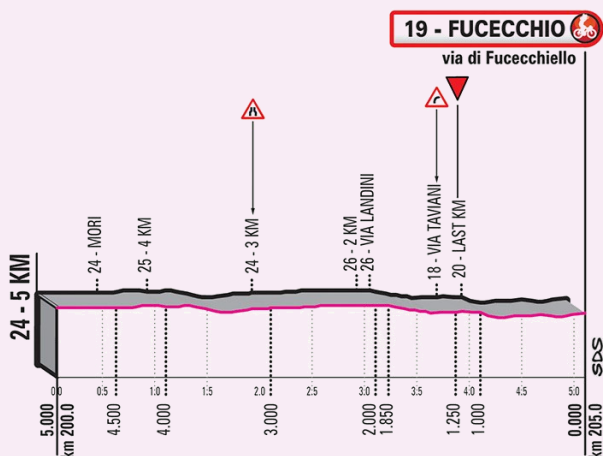 19 - FUCECCHIO
via di Fucecchiello
24 - 5 KM
24 - MORI
25 - 4 KM
24 - 3 KM
26 - 2 KM
26 - VIA LANDINI
18 - VIA TAVIANI
20 - LAST KM
SDS
0.0
0.5
1.0
1.5
2.0
2.5
3.0
3.5
4.0
4.5
5.0
5.000
km 200.0
4.500
4.000
3.000
2.000
1.850
1.250
1.000
0.000
km 205.0